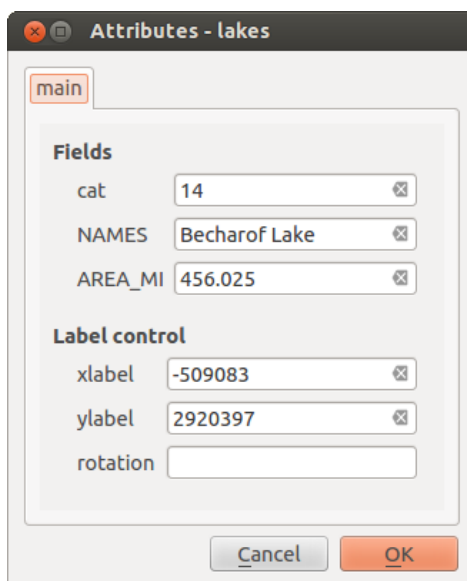 Attributes - lakes
main
Fields
cat 14
NAMES Becharof Lake
AREA_MI 456.025
Label control
xlabel -509083
ylabel 2920397
rotation
Cancel OK